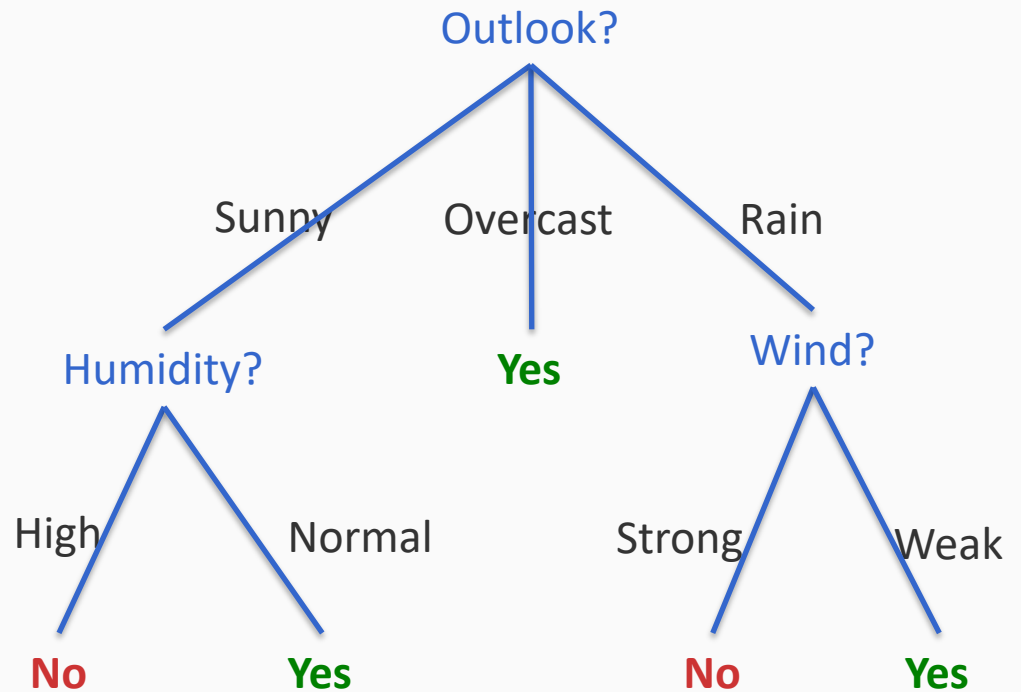 Outlook?
Sunny Overcast Rain
Humidity? Yes Wind?
High Normal Strong Weak
No Yes No Yes